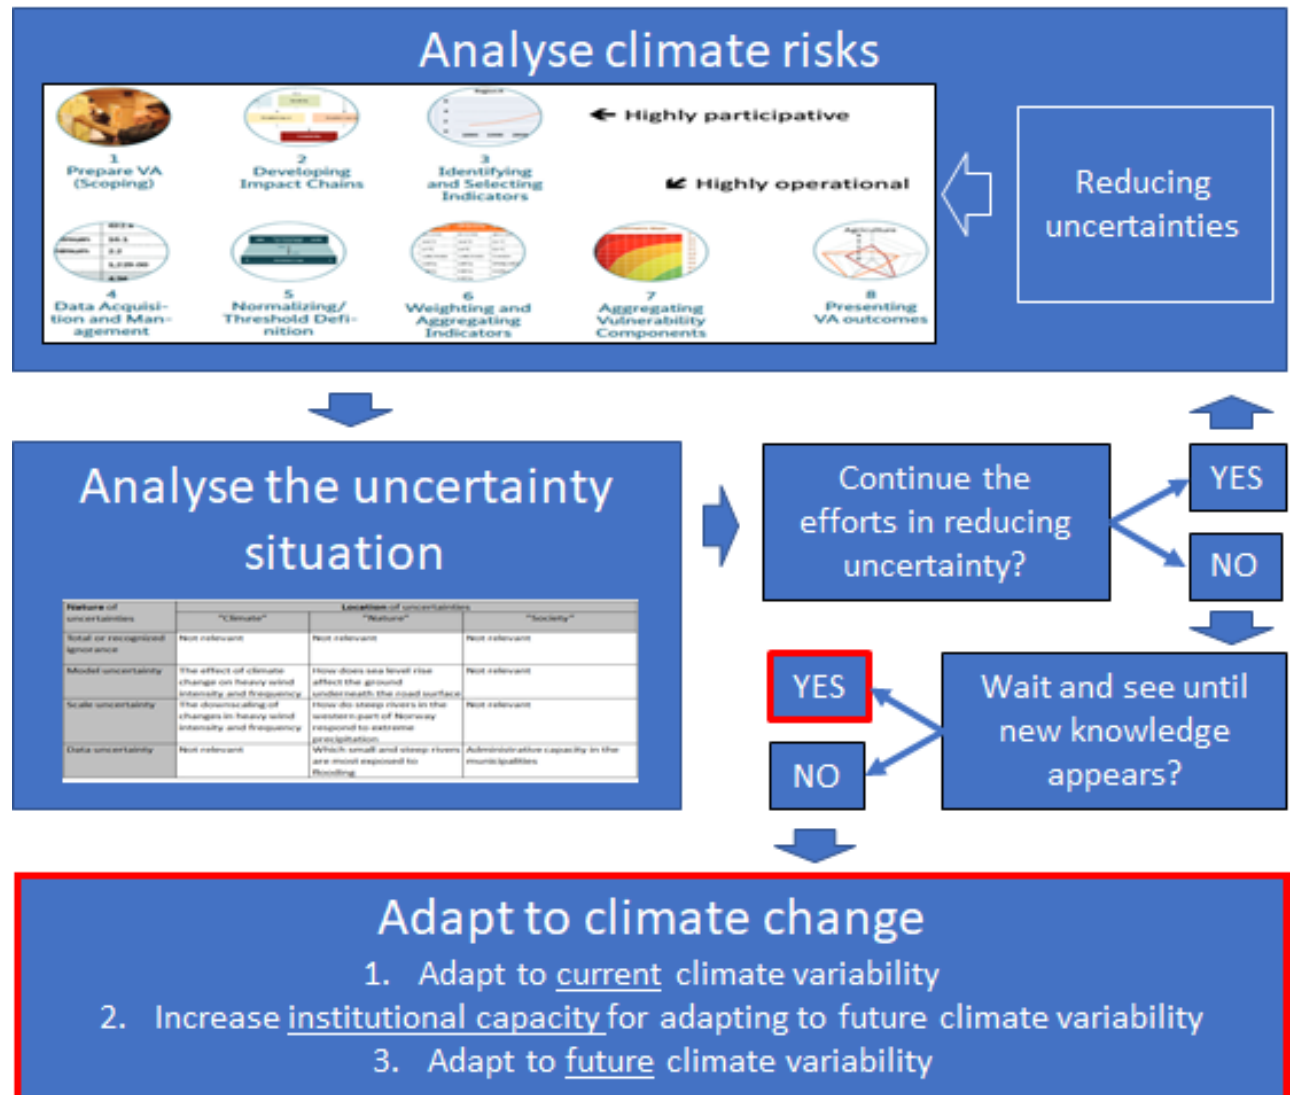 Analyse climate risks
← Highly participative
1
Prepare VA
(Scoping)
2
Developing
Impact Chains
3
Identifying
and Selecting
Indicators
↙ Highly operational
4
Data Acquisi-
tion and Man-
agement
5
Normalizing/
Threshold Defi-
nition
6
Weighting and
Aggregating
Indicators
7
Aggregating
Vulnerability
Components
Agriculture
8
Presenting
VA outcomes
Reducing
uncertainties
Analyse the uncertainty
situation
Nature of
uncertainties
Location of uncertainties
"Climate"
"Nature"
"Society"
Total or recognized
ignorance
Not relevant
Not relevant
Not relevant
Model uncertainty
The effect of climate
change on heavy wind
intensity and frequency
How does sea level rise
affect the ground
underneath the road surface
Not relevant
Scale uncertainty
The downscaling of
changes in heavy wind
intensity and frequency
How do steep rivers in the
western part of Norway
respond to extreme
precipitation
Not relevant
Data uncertainty
Not relevant
Which small and steep rivers
are most exposed to
flooding
Administrative capacity in the
municipalities
Continue the
efforts in reducing
uncertainty?
YES
NO
Wait and see until
new knowledge
appears?
YES
NO
Adapt to climate change
1. Adapt to current climate variability
2. Increase institutional capacity for adapting to future climate variability
3. Adapt to future climate variability